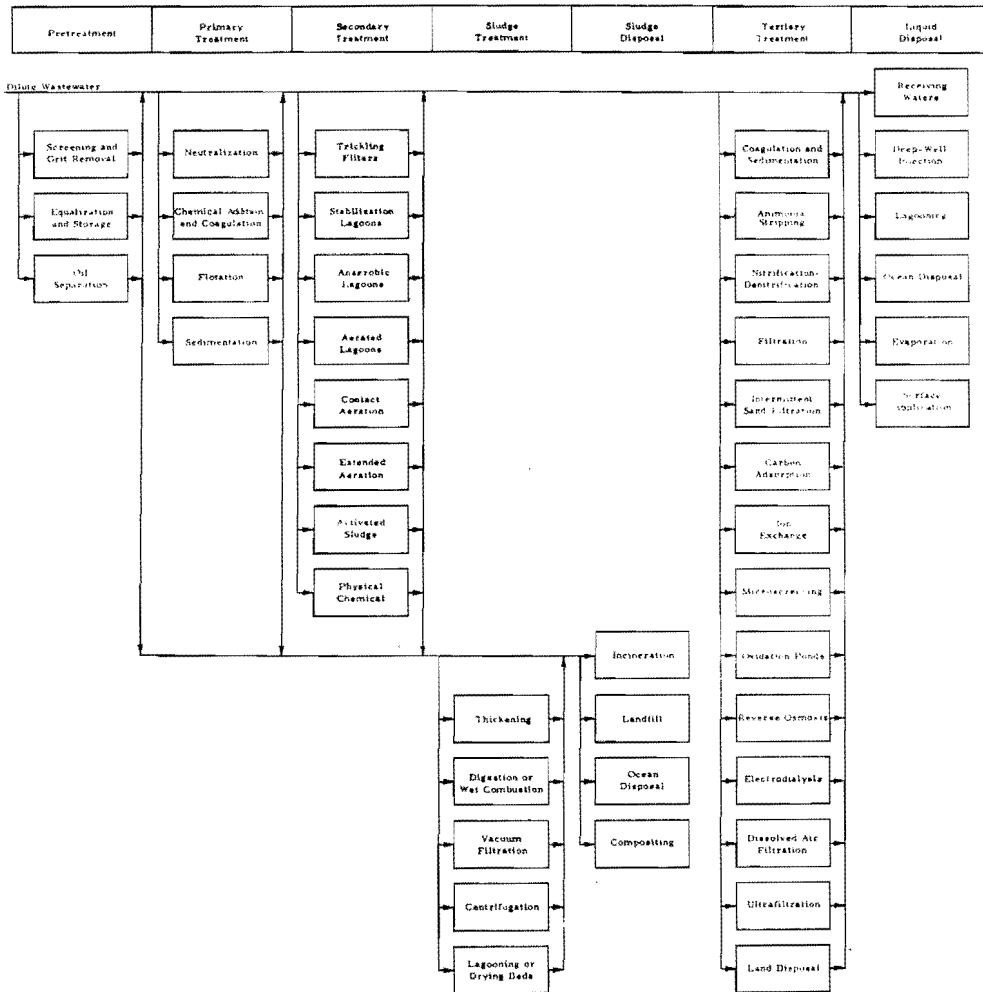 Pretreatment
Primary
Treatment
Secondary
Treatment
Sludge
Treatment
Sludge
Disposal
Tertiary
Treatment
Liquid
Disposal
Dilute Wastewater
Screening and
Grit Removal
Equalization
and Storage
Oil
Separation
Neutralization
Chemical Addition
and Coagulation
Flotation
Sedimentation
Trickling
Filters
Stabilization
Lagoons
Anaerobic
Lagoons
Aerated
Lagoons
Contact
Aeration
Extended
Aeration
Activated
Sludge
Physical
Chemical
Thickening
Digestion or
Wet Combustion
Vacuum
Filtration
Centrifugation
Lagooning or
Drying Beds
Incineration
Landfill
Ocean
Disposal
Compositing
Coagulation and
Sedimentation
Ammonia
Stripping
Nitrification-
Denitrification
Filtration
Intermittent
Sand Filtration
Carbon
Adsorption
Ion
Exchange
Microscreening
Oxidation Ponds
Reverse Osmosis
Electrodialysis
Dissolved Air
Filtration
Ultrafiltration
Land Disposal
Receiving
Waters
Deep-Well
Injection
Lagooning
Ocean Disposal
Evaporation
Surface
Application